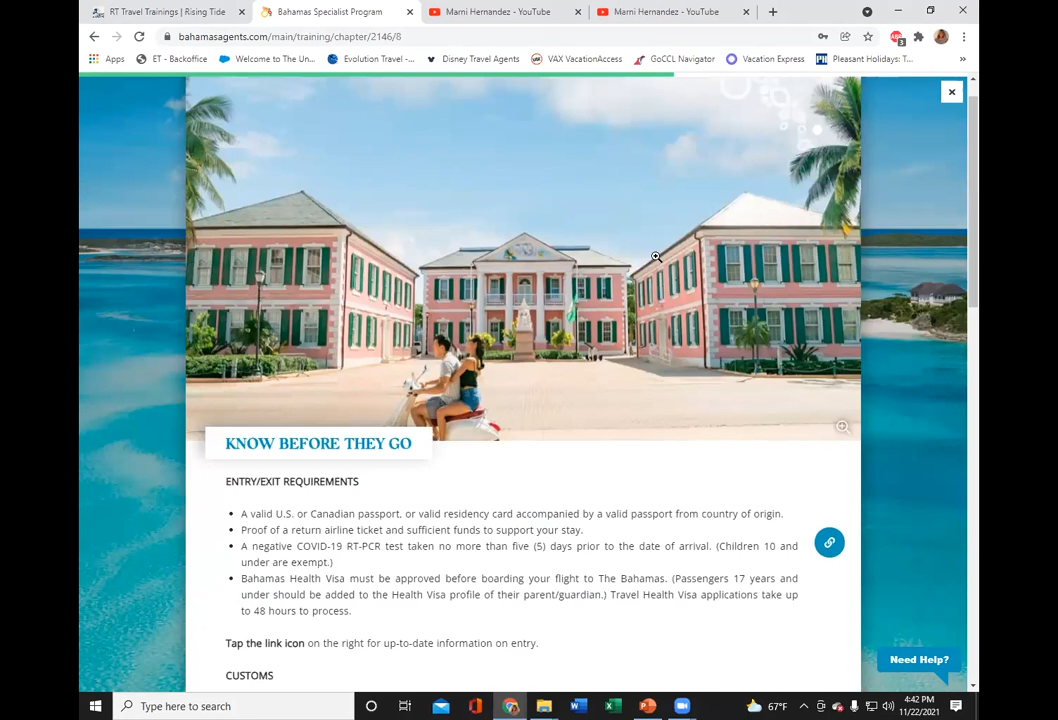 RT Travel Trainings | Rising Tide
Bahamas Specialist Program
Marni Hernandez - YouTube
Marni Hernandez - YouTube
bahamasagents.com/main/training/chapter/2146/8
Apps
ET - Backoffice
Welcome to The Un...
Evolution Travel -...
Disney Travel Agents
VAX VacationAccess
GoCCL Navigator
Vacation Express
PH
Pleasant Holidays: T...
KNOW BEFORE THEY GO
ENTRY/EXIT REQUIREMENTS
• A valid U.S. or Canadian passport, or valid residency card accompanied by a valid passport from country of origin.
• Proof of a return airline ticket and sufficient funds to support your stay.
• A negative COVID-19 RT-PCR test taken no more than five (5) days prior to the date of arrival. (Children 10 and
under are exempt.)
• Bahamas Health Visa must be approved before boarding your flight to The Bahamas. (Passengers 17 years and
under should be added to the Health Visa profile of their parent/guardian.) Travel Health Visa applications take up
to 48 hours to process.
Tap the link icon on the right for up-to-date information on entry.
CUSTOMS
Need Help?
Type here to search
67°F
4:42 PM
11/22/2021